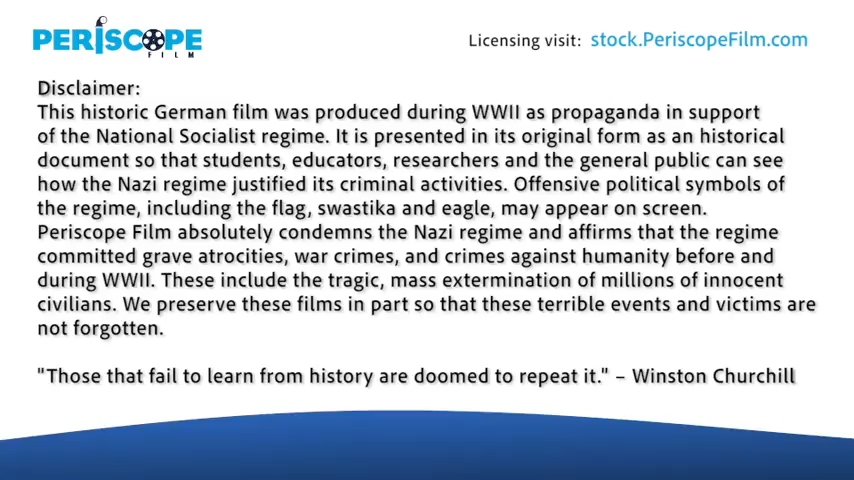 PERISCOPE
FILM
Licensing visit: stock.PeriscopeFilm.com
Disclaimer:
This historic German film was produced during WWII as propaganda in support
of the National Socialist regime. It is presented in its original form as an historical
document so that students, educators, researchers and the general public can see
how the Nazi regime justified its criminal activities. Offensive political symbols of
the regime, including the flag, swastika and eagle, may appear on screen.
Periscope Film absolutely condemns the Nazi regime and affirms that the regime
committed grave atrocities, war crimes, and crimes against humanity before and
during WWII. These include the tragic, mass extermination of millions of innocent
civilians. We preserve these films in part so that these terrible events and victims are
not forgotten.
"Those that fail to learn from history are doomed to repeat it." – Winston Churchill